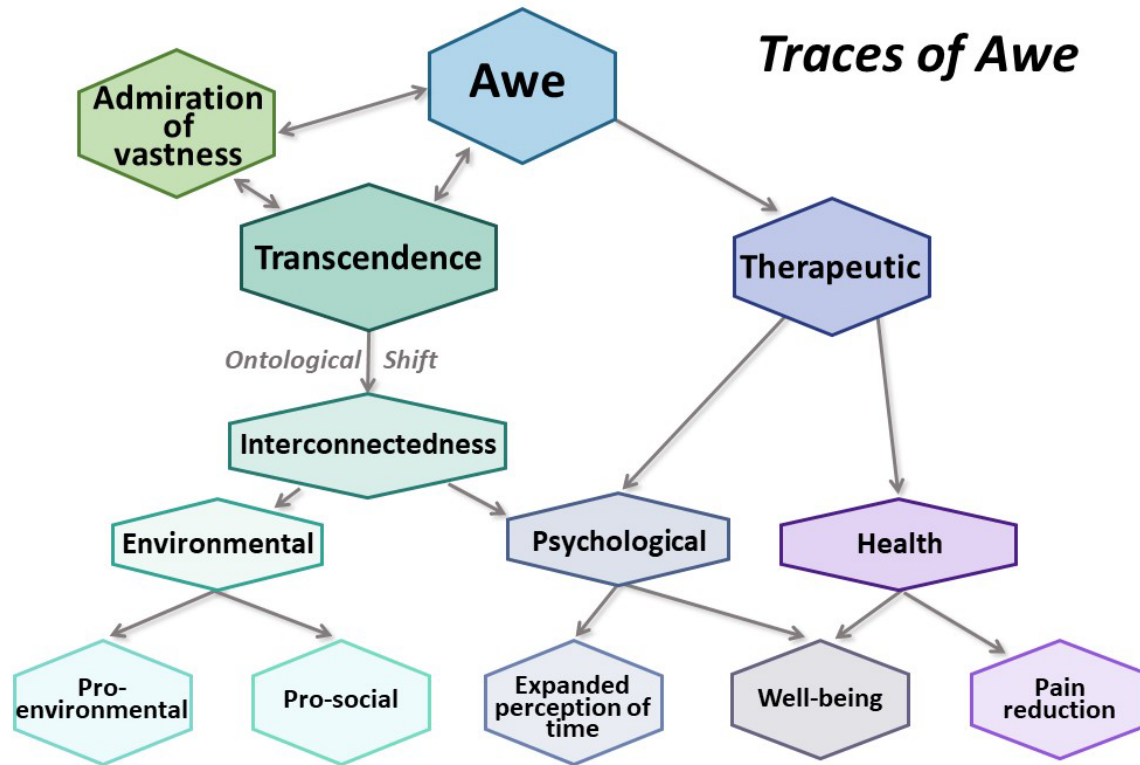 Traces of Awe
Awe
Admiration
of
vastness
Transcendence
Therapeutic
Ontological Shift
Interconnectedness
Environmental
Psychological
Health
Pro-
environmental
Pro-social
Expanded
perception of
time
Well-being
Pain
reduction